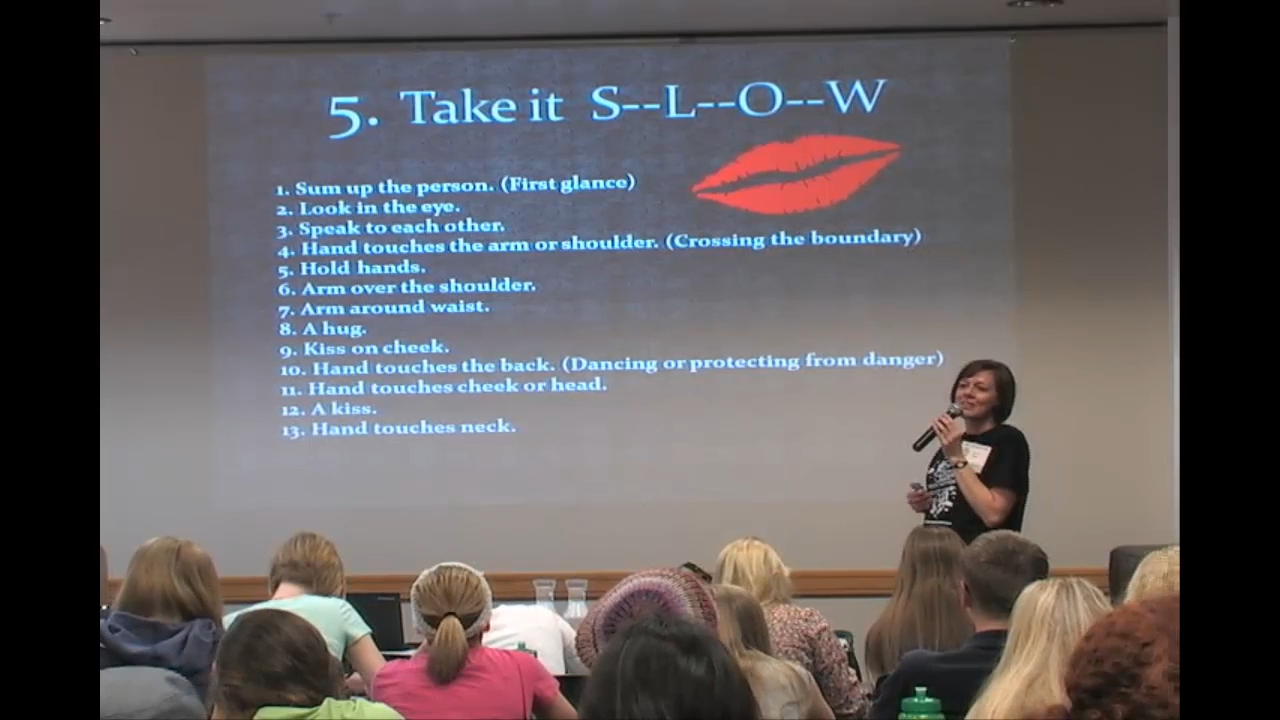 5. Take it S--L--O--W
1. Sum up the person. (First glance)
2. Look in the eye.
3. Speak to each other.
4. Hand touches the arm or shoulder. (Crossing the boundary)
5. Hold hands.
6. Arm over the shoulder.
7. Arm around waist.
8. A hug.
9. Kiss on cheek.
10. Hand touches the back. (Dancing or protecting from danger)
11. Hand touches cheek or head.
12. A kiss.
13. Hand touches neck.